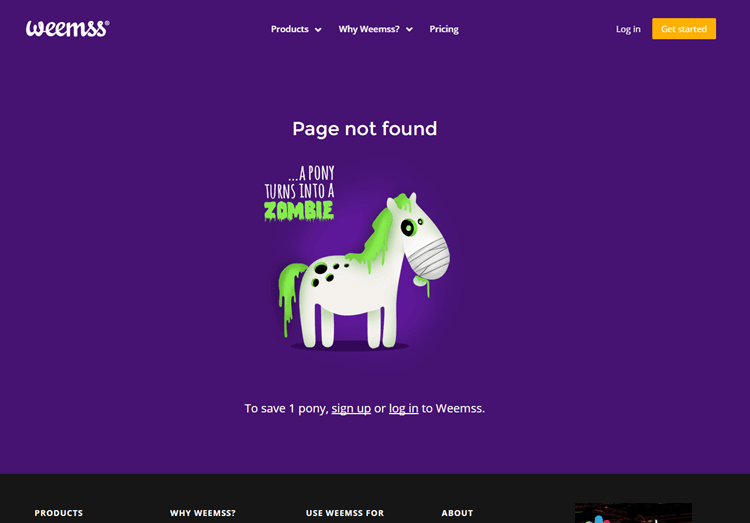 weemss®
Products Why Weemss? Pricing Log in Get started
Page not found
...A PONY
TURNS INTO A
ZOMBIE
To save 1 pony, sign up or log in to Weemss.
PRODUCTS WHY WEEMSS? USE WEEMSS FOR ABOUT